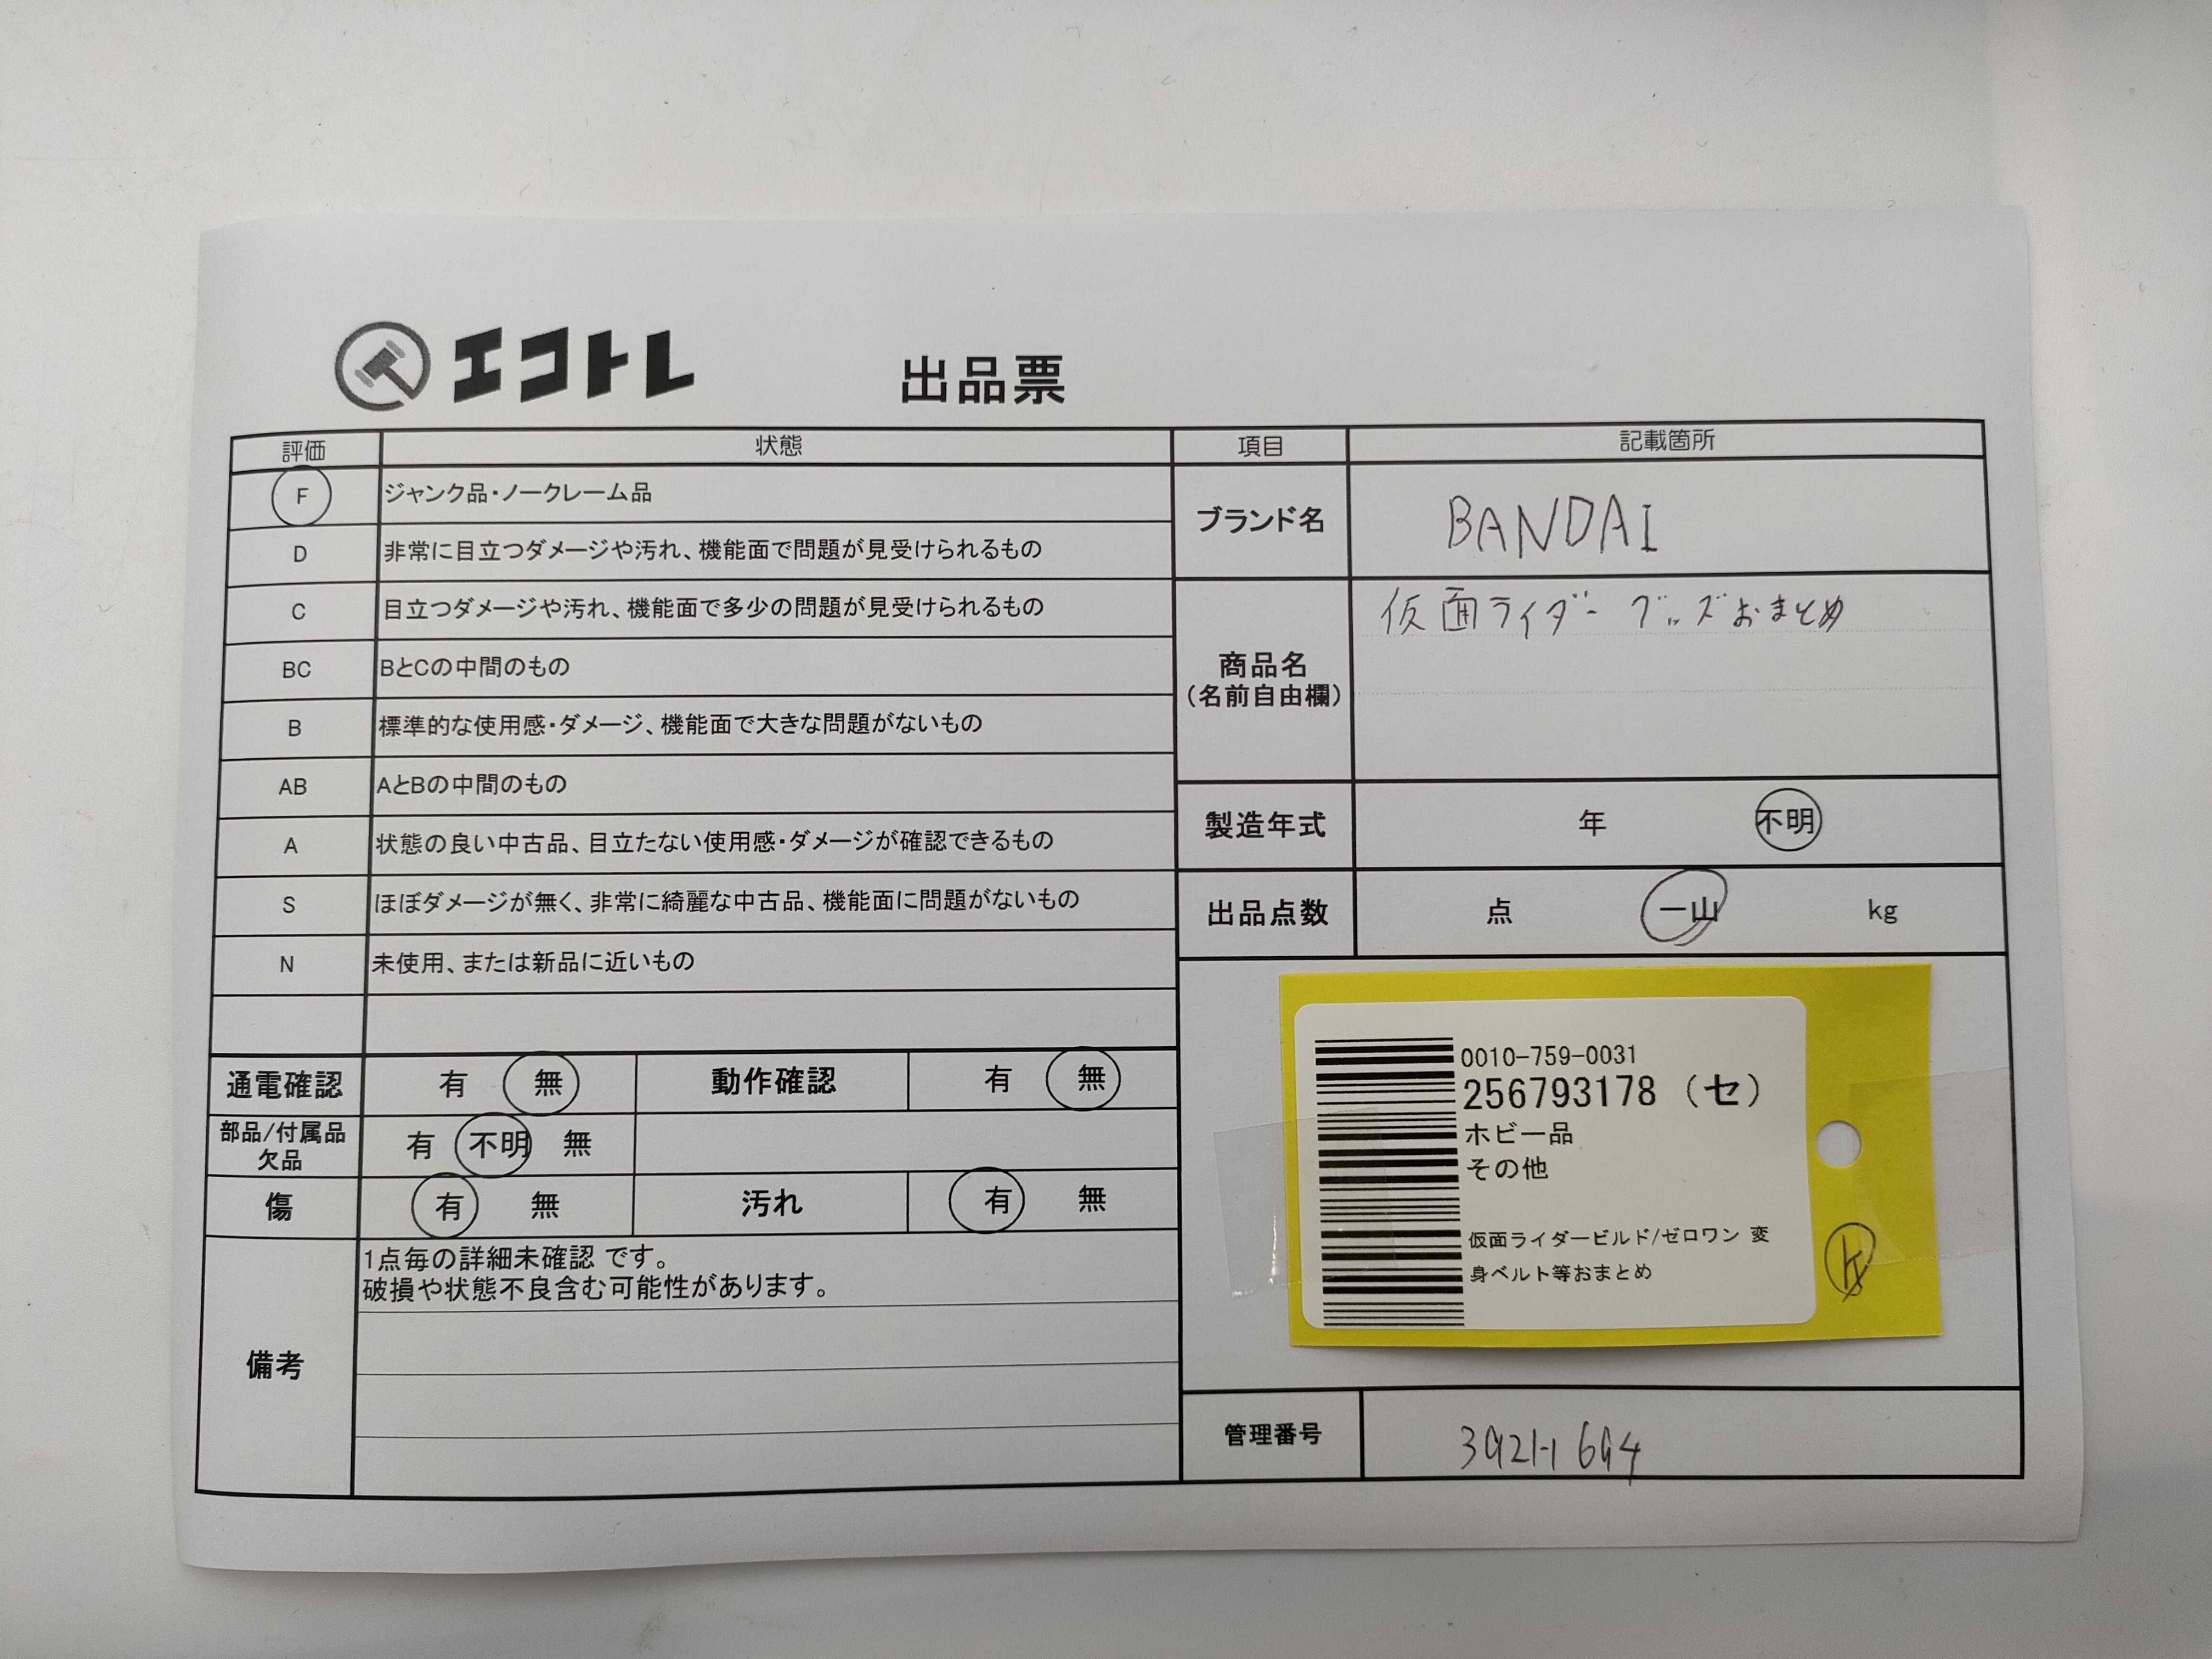 エコトレ
出品票
評価 状態
F ジャンク品・ノークレーム品
D 非常に目立つダメージや汚れ、機能面で問題が見受けられるもの
C 目立つダメージや汚れ、機能面で多少の問題が見受けられるもの
BC BとCの中間のもの
B 標準的な使用感・ダメージ、機能面で大きな問題がないもの
AB AとBの中間のもの
A 状態の良い中古品、目立たない使用感・ダメージが確認できるもの
S ほぼダメージが無く、非常に綺麗な中古品、機能面に問題がないもの
N 未使用、または新品に近いもの
通電確認 有 無 動作確認 有 無
部品/付属品
欠品
有 不明 無
傷 有 無 汚れ 有 無
備考
1点毎の詳細未確認 です。
破損や状態不良含む可能性があります。
項目 記載箇所
ブランド名 BANDAI
商品名
(名前自由欄)
仮面ライダー グッズおまとめ
製造年式 年 不明
出品点数 点 一山 kg
0010-759-0031
256793178 (セ)
ホビー品
その他
仮面ライダービルド/ゼロワン 変
身ベルト等おまとめ
管理番号